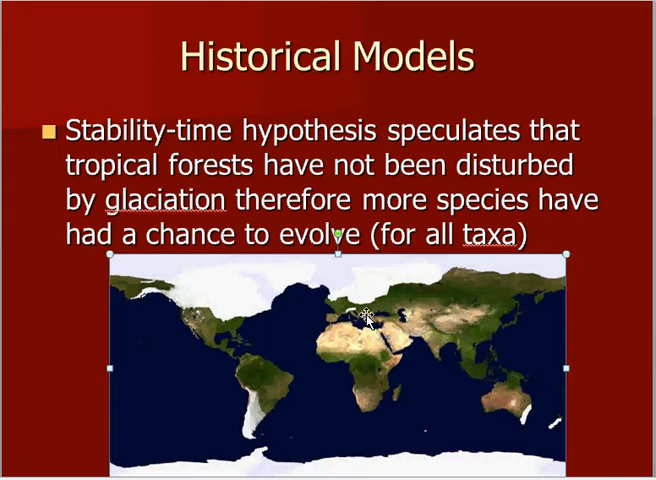 Historical Models
Stability-time hypothesis speculates that
tropical forests have not been disturbed
by glaciation therefore more species have
had a chance to evolve (for all taxa)